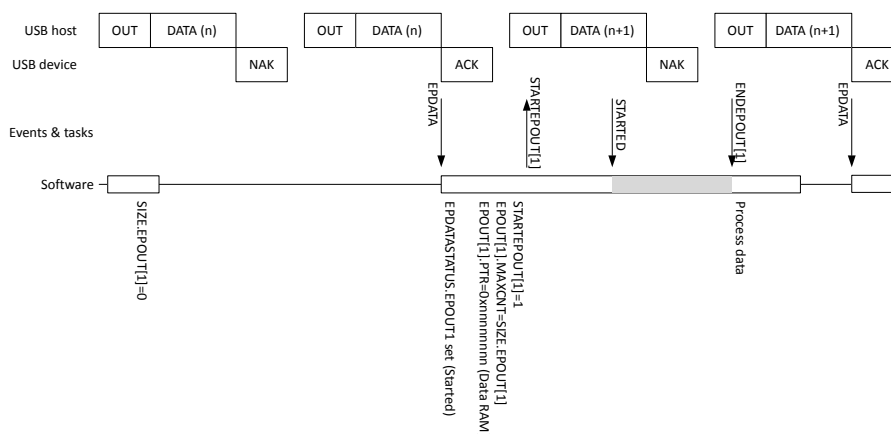 USB host
OUT
DATA (n)
OUT
DATA (n)
OUT
DATA (n+1)
OUT
DATA (n+1)
USB device
NAK
ACK
NAK
ACK
Events & tasks
EPDATA
STARTEPOUT[1]
STARTED
ENDEPOUT[1]
EPDATA
Software
SIZE.EPOUT[1]=0
EPDATASTATUS.EPOUT1 set (Started)
STARTEPOUT[1]=1
EPOUT[1].MAXCNT=SIZE.EPOUT[1]
EPOUT[1].PTR=0xnnnnnnnn (Data RAM
Process data